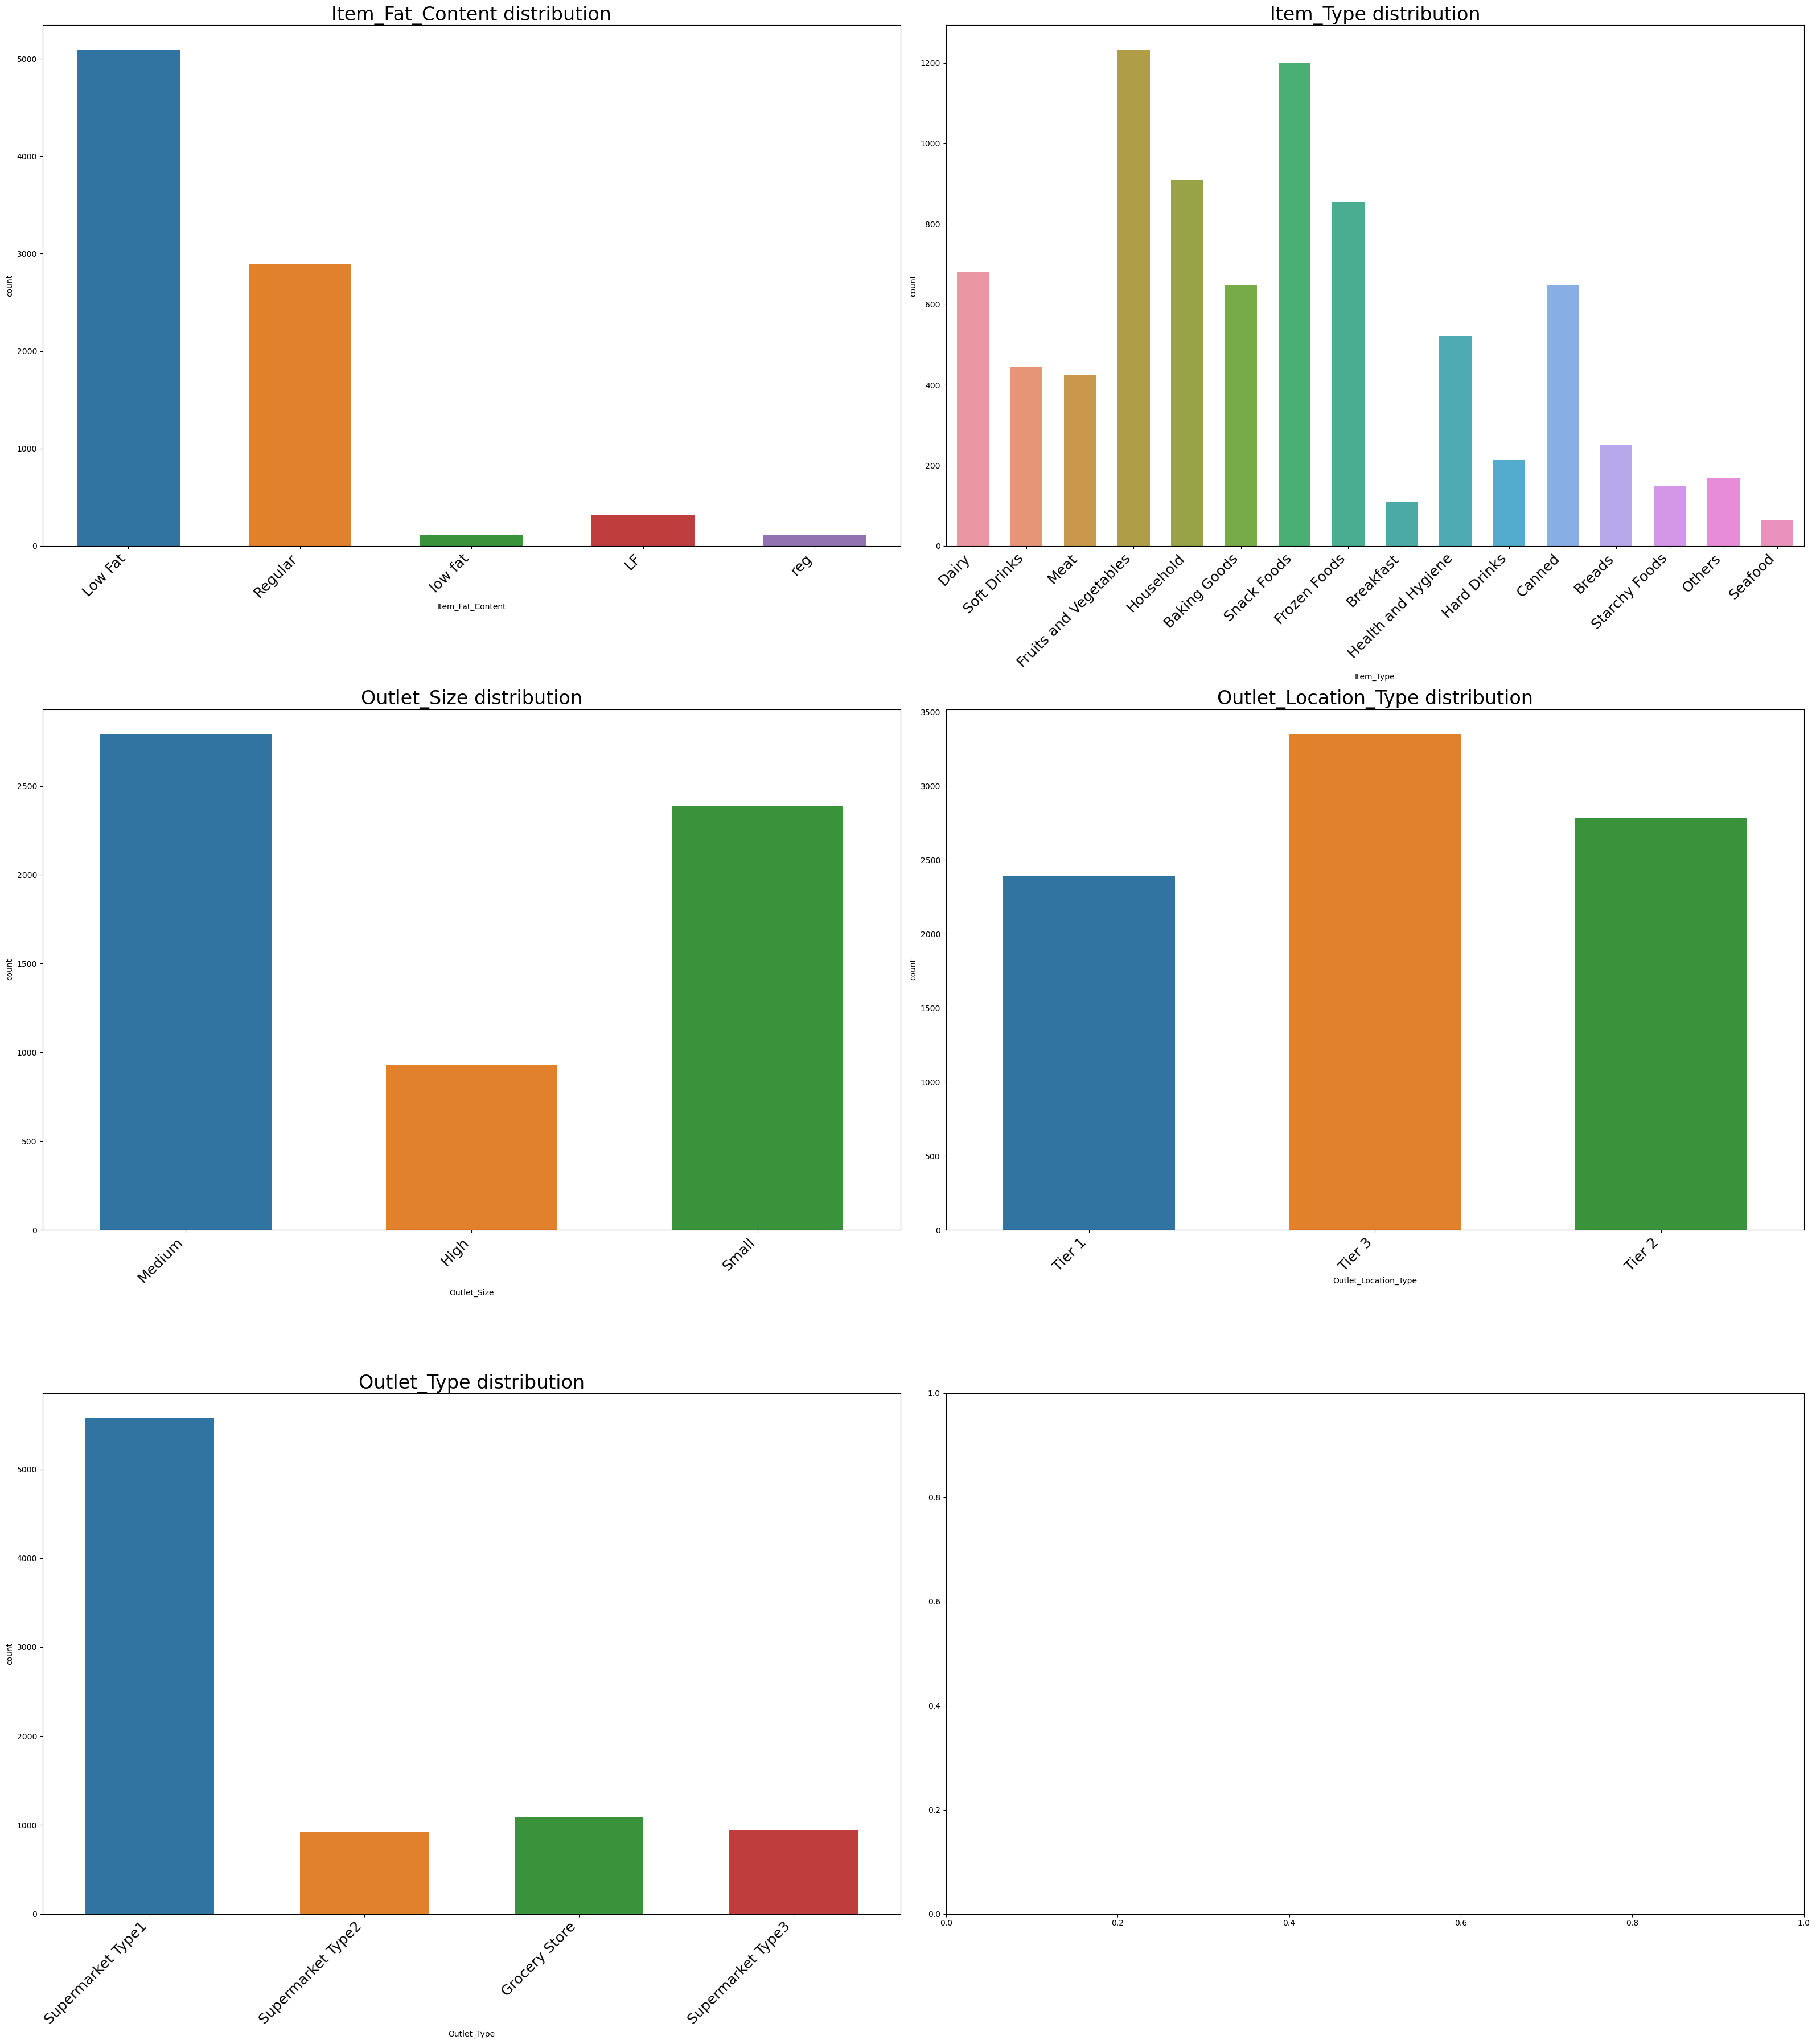 Item_Fat_Content distribution
5000
4000
3000
2000
1000
0
count
Low Fat
Regular
low fat
LF
reg
Item_Fat_Content
Item_Type distribution
1200
1000
800
600
400
200
0
count
Dairy
Soft Drinks
Meat
Fruits and Vegetables
Household
Baking Goods
Snack Foods
Frozen Foods
Breakfast
Health and Hygiene
Hard Drinks
Canned
Breads
Starchy Foods
Others
Seafood
Item_Type
Outlet_Size distribution
2500
2000
1500
1000
500
0
count
Medium
High
Small
Outlet_Size
Outlet_Location_Type distribution
3500
3000
2500
2000
1500
1000
500
0
count
Tier 1
Tier 3
Tier 2
Outlet_Location_Type
Outlet_Type distribution
5000
4000
3000
2000
1000
0
count
Supermarket Type1
Supermarket Type2
Grocery Store
Supermarket Type3
Outlet_Type
1.0
0.8
0.6
0.4
0.2
0.0
0.0
0.2
0.4
0.6
0.8
1.0